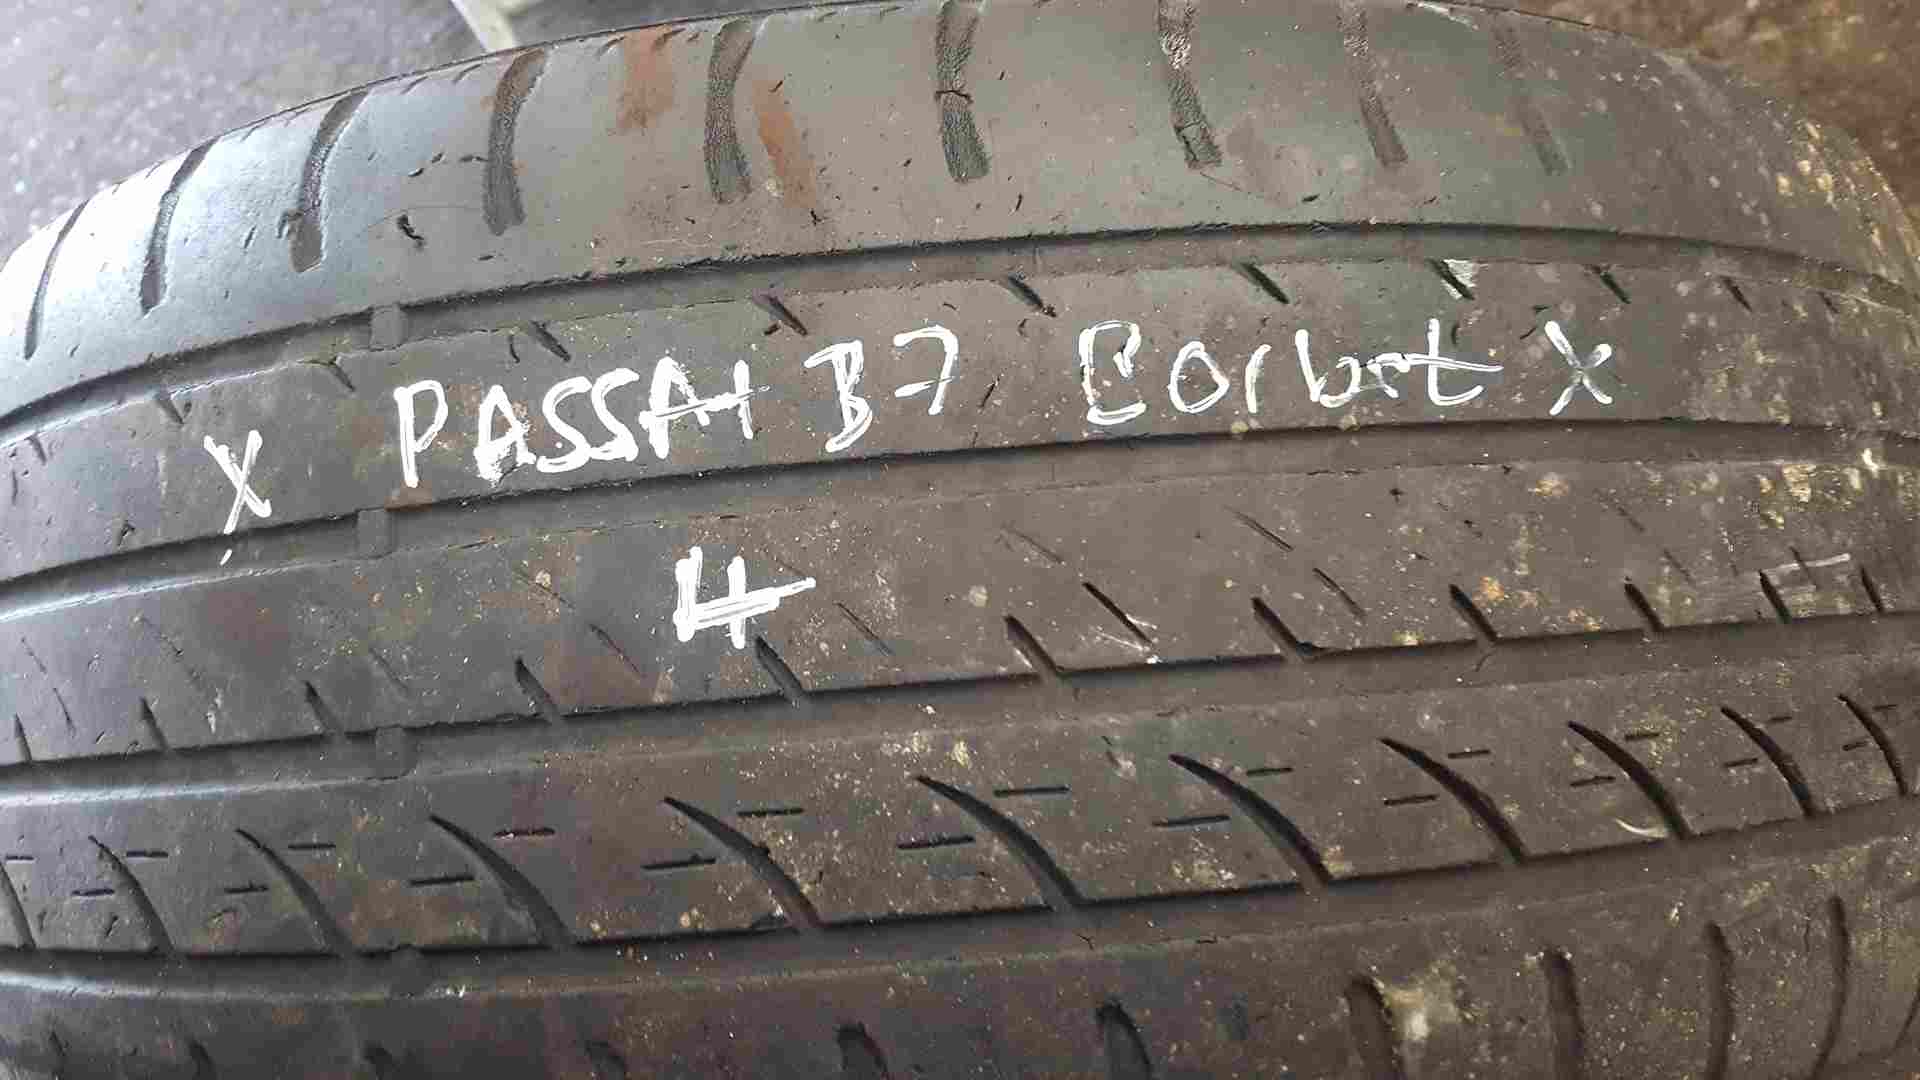 X PASSAt B7 Corbet X
4